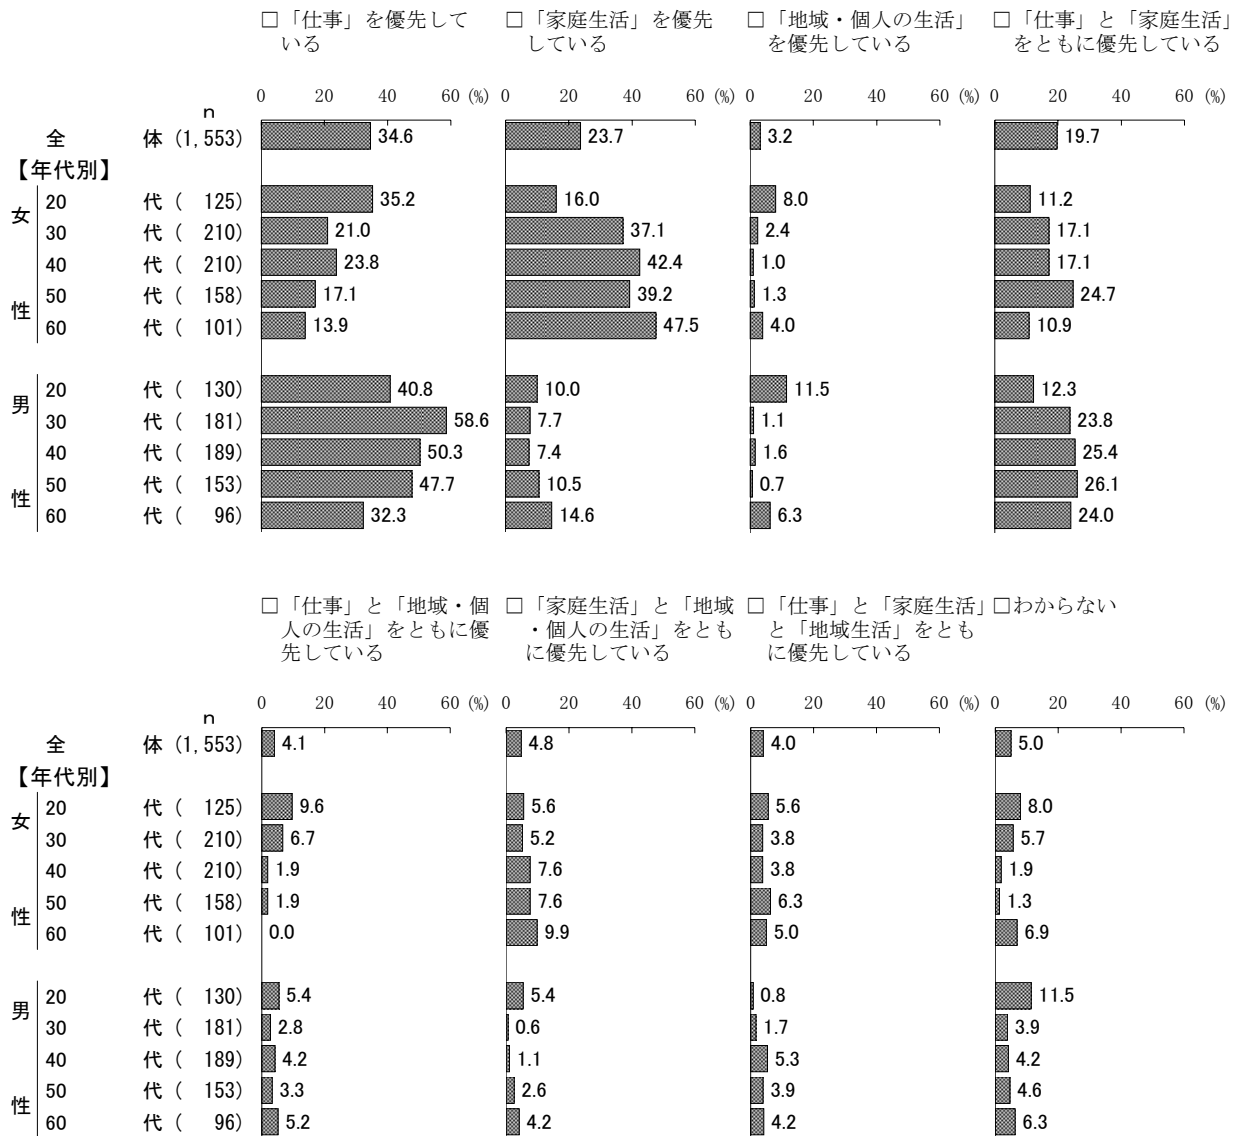 □「仕事」を優先して
いる
□「家庭生活」を優先
している
□「地域・個人の生活」
を優先している
□「仕事」と「家庭生活」
をともに優先している
0 20 40 60 (%) 0 20 40 60 (%) 0 20 40 60 (%) 0 20 40 60 (%)
n
全 体 (1,553) 34.6 23.7 3.2 19.7
【年代別】
女性
20 代 ( 125) 35.2 16.0 8.0 11.2
30 代 ( 210) 21.0 37.1 2.4 17.1
40 代 ( 210) 23.8 42.4 1.0 17.1
50 代 ( 158) 17.1 39.2 1.3 24.7
60 代 ( 101) 13.9 47.5 4.0 10.9
男性
20 代 ( 130) 40.8 10.0 11.5 12.3
30 代 ( 181) 58.6 7.7 1.1 23.8
40 代 ( 189) 50.3 7.4 1.6 25.4
50 代 ( 153) 47.7 10.5 0.7 26.1
60 代 ( 96) 32.3 14.6 6.3 24.0
□「仕事」と「地域・個
人の生活」をともに優
先している
□「家庭生活」と「地域
・個人の生活」をとも
に優先している
□「仕事」と「家庭生活」
と「地域生活」をとも
に優先している
□わからない
0 20 40 60 (%) 0 20 40 60 (%) 0 20 40 60 (%) 0 20 40 60 (%)
n
全 体 (1,553) 4.1 4.8 4.0 5.0
【年代別】
女性
20 代 ( 125) 9.6 5.6 5.6 8.0
30 代 ( 210) 6.7 5.2 3.8 5.7
40 代 ( 210) 1.9 7.6 3.8 1.9
50 代 ( 158) 1.9 7.6 6.3 1.3
60 代 ( 101) 0.0 9.9 5.0 6.9
男性
20 代 ( 130) 5.4 5.4 0.8 11.5
30 代 ( 181) 2.8 0.6 1.7 3.9
40 代 ( 189) 4.2 1.1 5.3 4.2
50 代 ( 153) 3.3 2.6 3.9 4.6
60 代 ( 96) 5.2 4.2 4.2 6.3